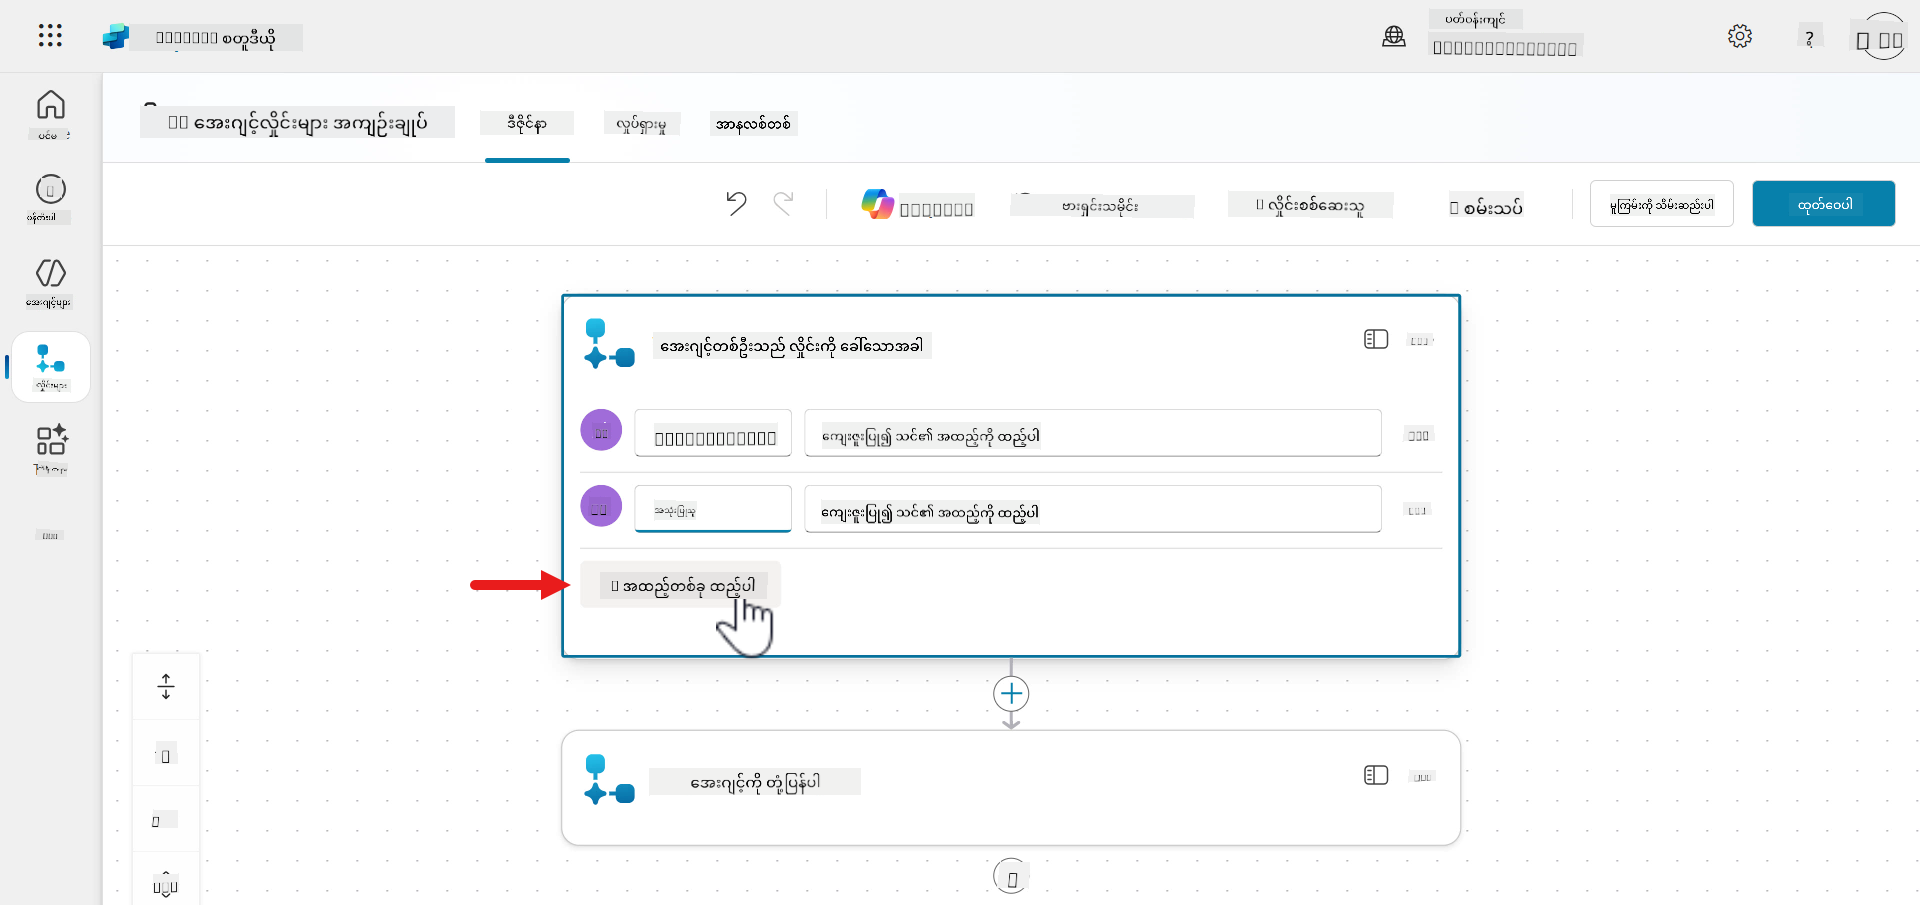 စတူဒီယို
ပတ်ဝန်းကျင်
?
ပင်မ
အေးဂျင့်လှိုင်းများ အကျဉ်းချုပ်
ဒီဇိုင်နာ
လှုပ်ရှားမှု
အာနလစ်တစ်
ဖန်တီးပါ
ဗားရှင်းသမိုင်း
လှိုင်းစစ်ဆေးသူ
စမ်းသပ်
မူကြမ်းကို သိမ်းဆည်းပါ
ထုတ်ဝေပါ
အေးဂျင့်များ
အေးဂျင့်တစ်ဦးသည် လှိုင်းကို ခေါ်သောအခါ
လှိုင်းများ
ကျေးဇူးပြု၍ သင်၏ အထည့်ကို ထည့်ပါ
အသုံးပြုသူ
ကျေးဇူးပြု၍ သင်၏ အထည့်ကို ထည့်ပါ
အထည့်တစ်ခု ထည့်ပါ
အေးဂျင့်ကို တုံ့ပြန်ပါ